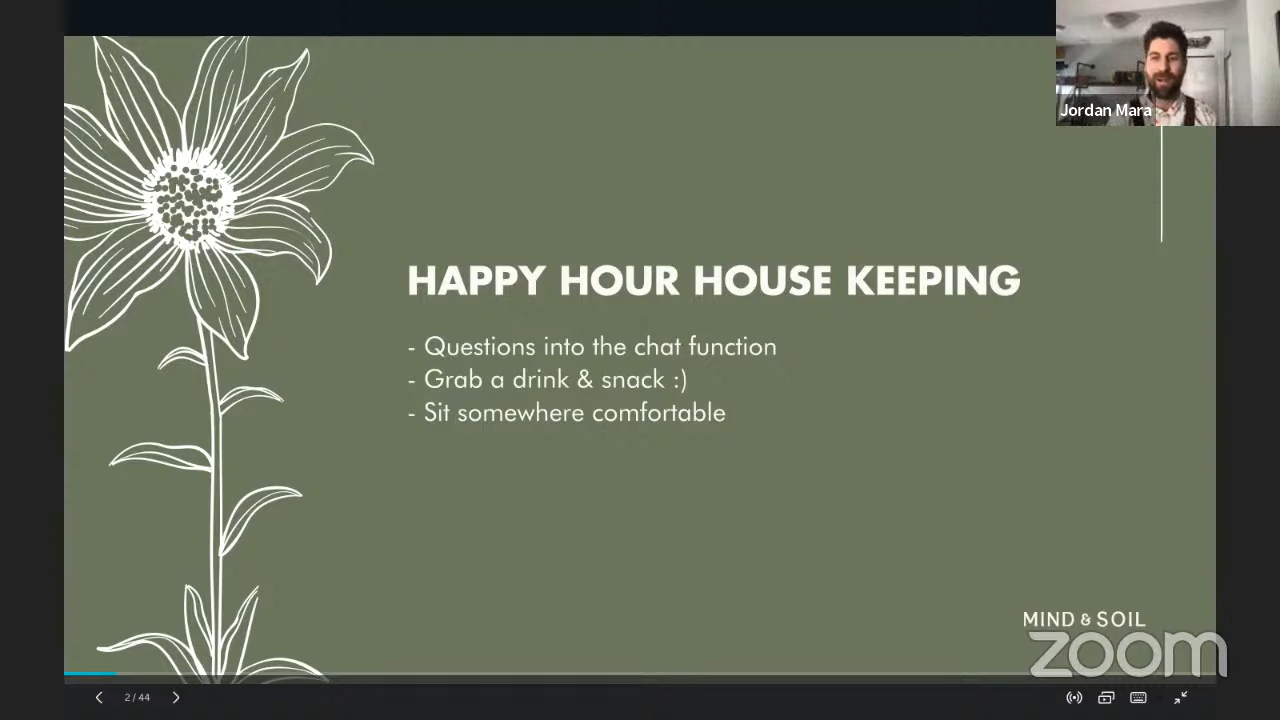 Jordan Mara
HAPPY HOUR HOUSE KEEPING
- Questions into the chat function
- Grab a drink & snack :)
- Sit somewhere comfortable
MIND & SOIL
zoom
2 / 44